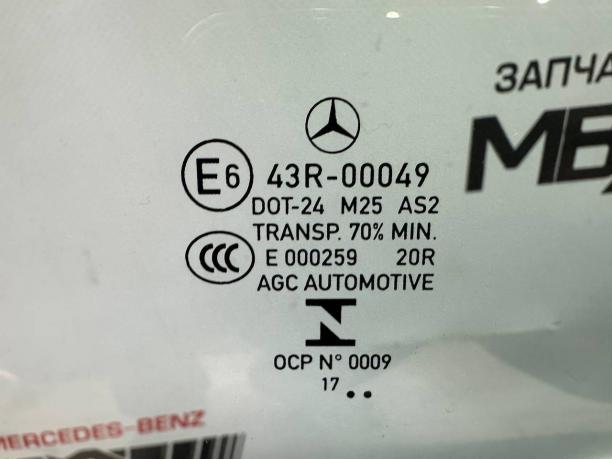 ЗАПЧА
МБ
E6 43R-00049
DOT-24 M25 AS2
TRANSP. 70% MIN.
CCC E 000259 20R
AGC AUTOMOTIVE
OCP N° 0009
17 ..
MERCEDES-BENZ